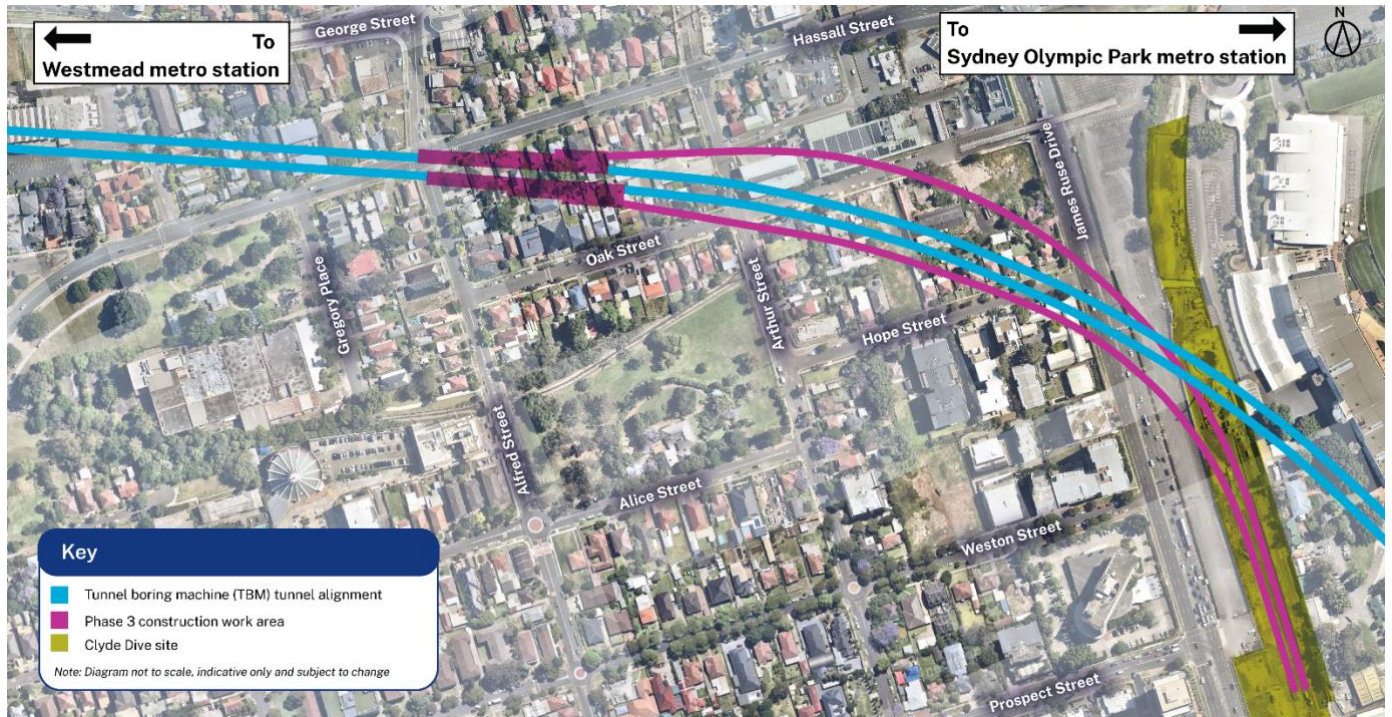 George Street
Hassall Street
To
Westmead metro station
To
Sydney Olympic Park metro station
N
James Ruse Drive
Oak Street
Gregory Place
Arthur Street
Hope Street
Alfred Street
Alice Street
Weston Street
Prospect Street
Key
Tunnel boring machine (TBM) tunnel alignment
Phase 3 construction work area
Clyde Dive site
Note: Diagram not to scale, indicative only and subject to change